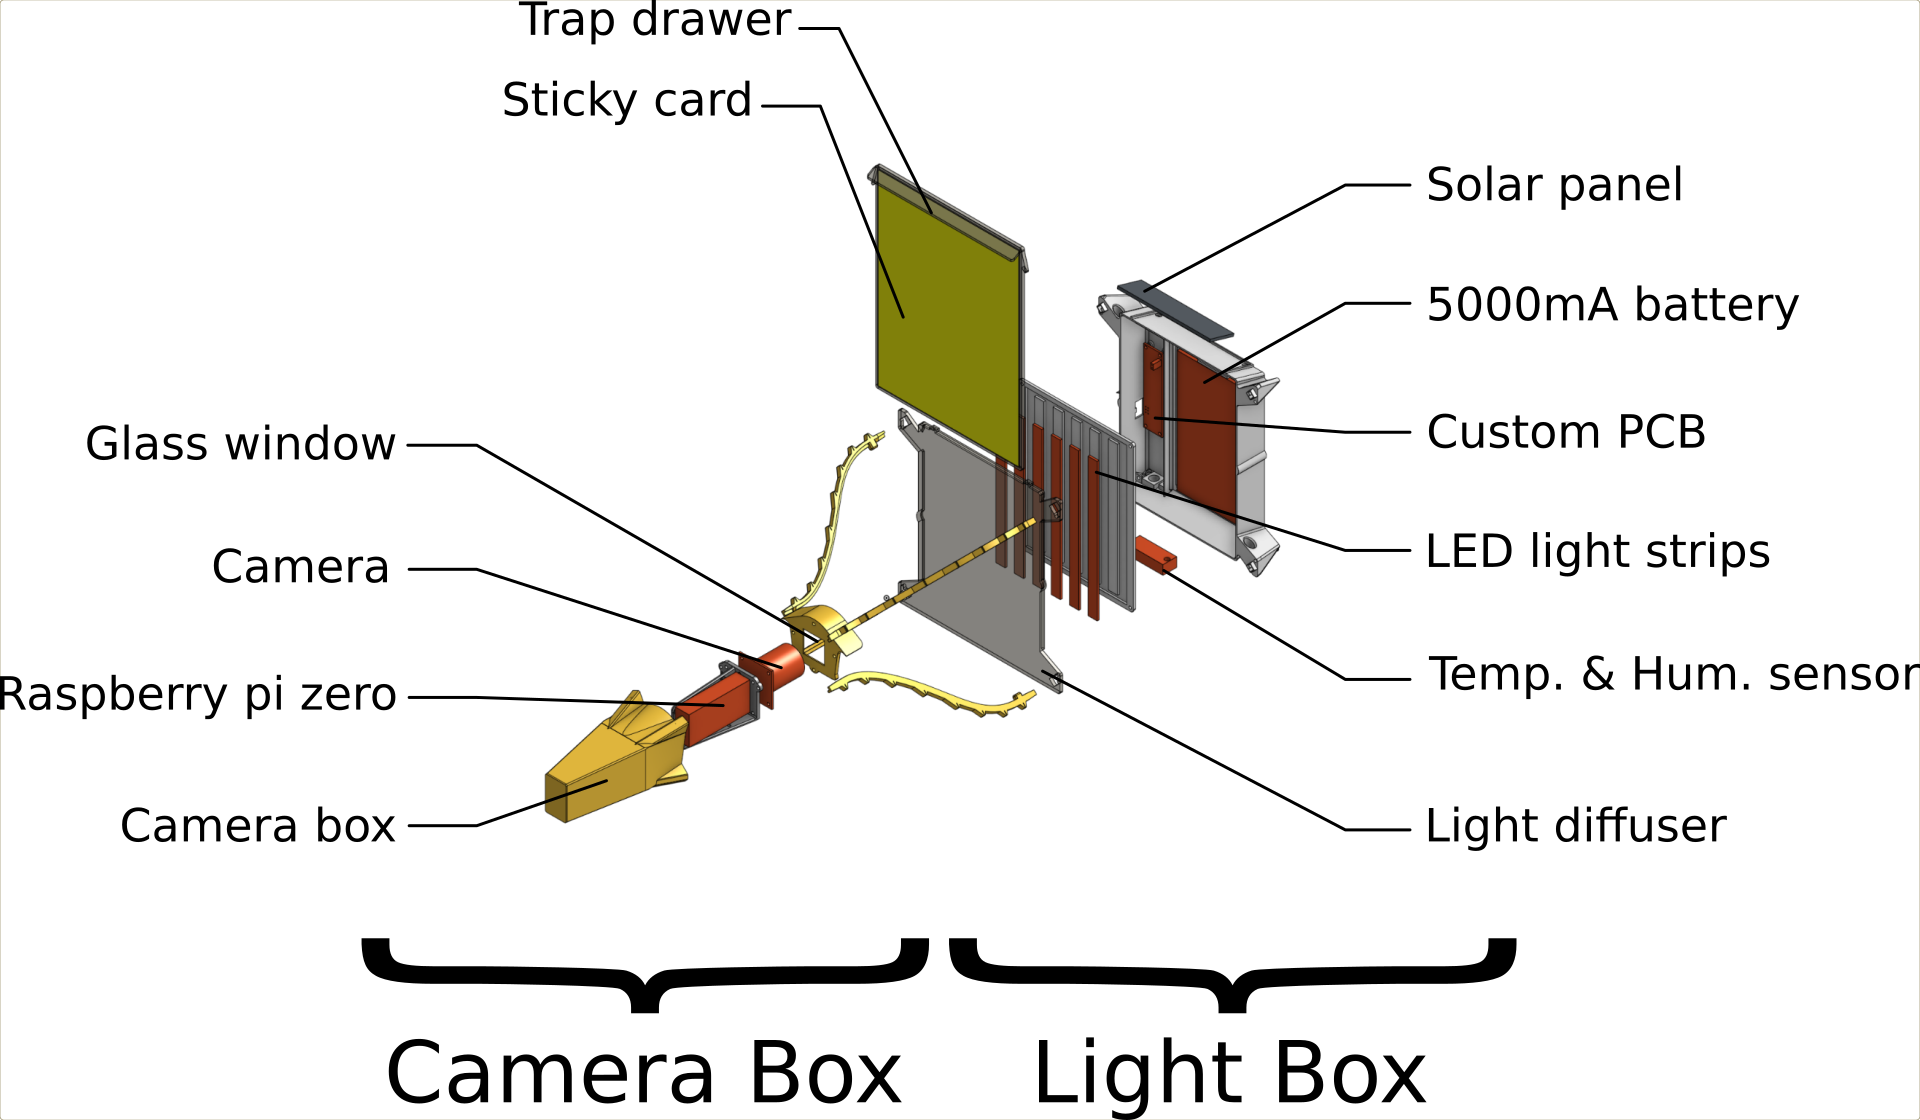 Trap drawer
Sticky card
Solar panel
5000mA battery
Glass window
Custom PCB
Camera
LED light strips
Raspberry pi zero
Temp. & Hum. sensor
Camera box
Light diffuser
Camera Box
Light Box